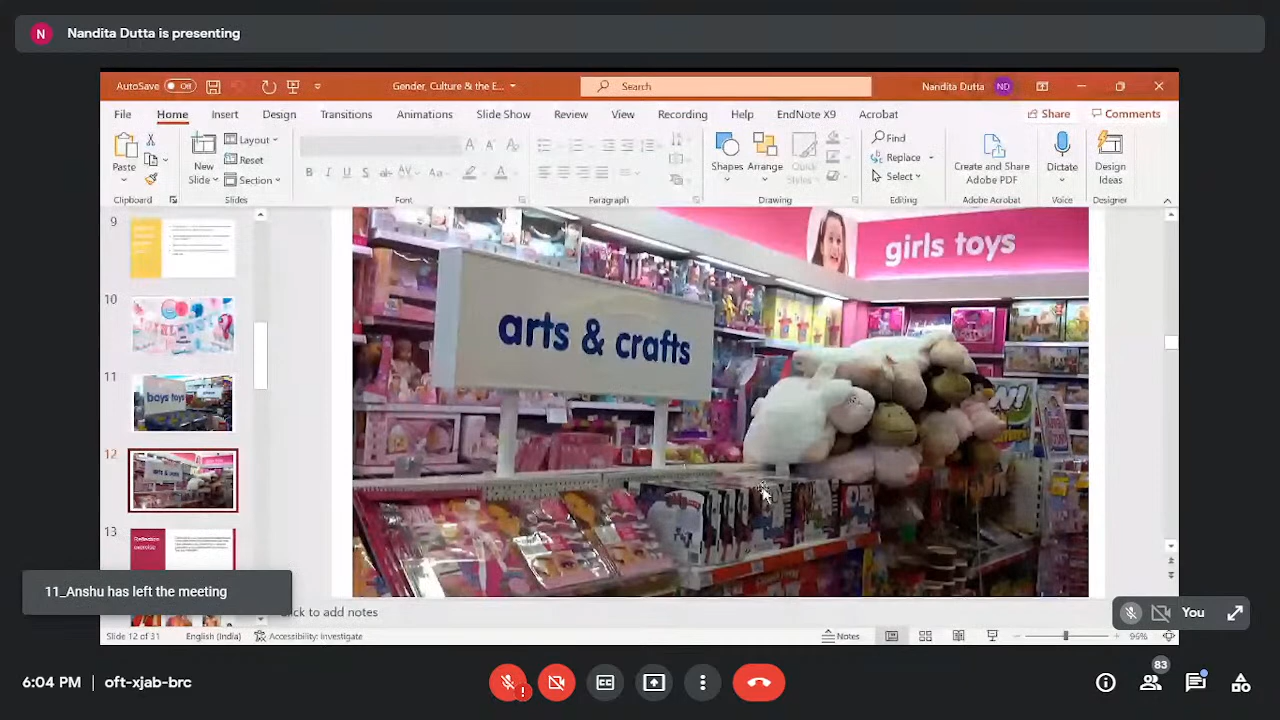 N Nandita Dutta is presenting
AutoSave Off Gender, Culture & the E... Search Nandita Dutta ND
File Home Insert Design Transitions Animations Slide Show Review View Recording Help EndNote X9 Acrobat Share Comments
Paste New Slide Layout Reset Section Shapes Arrange Quick Styles Find Replace Select Create and Share Adobe PDF Dictate Design Ideas
Clipboard Slides Font Paragraph Drawing Editing Adobe Acrobat Voice Designer
9
10
11
boys toys
12
13
Reflection exercise
girls toys
arts & crafts
11_Anshu has left the meeting
Click to add notes
You
Slide 12 of 31 English (India) Accessibility: Investigate Notes 96%
6:04 PM | oft-xjab-brc
83